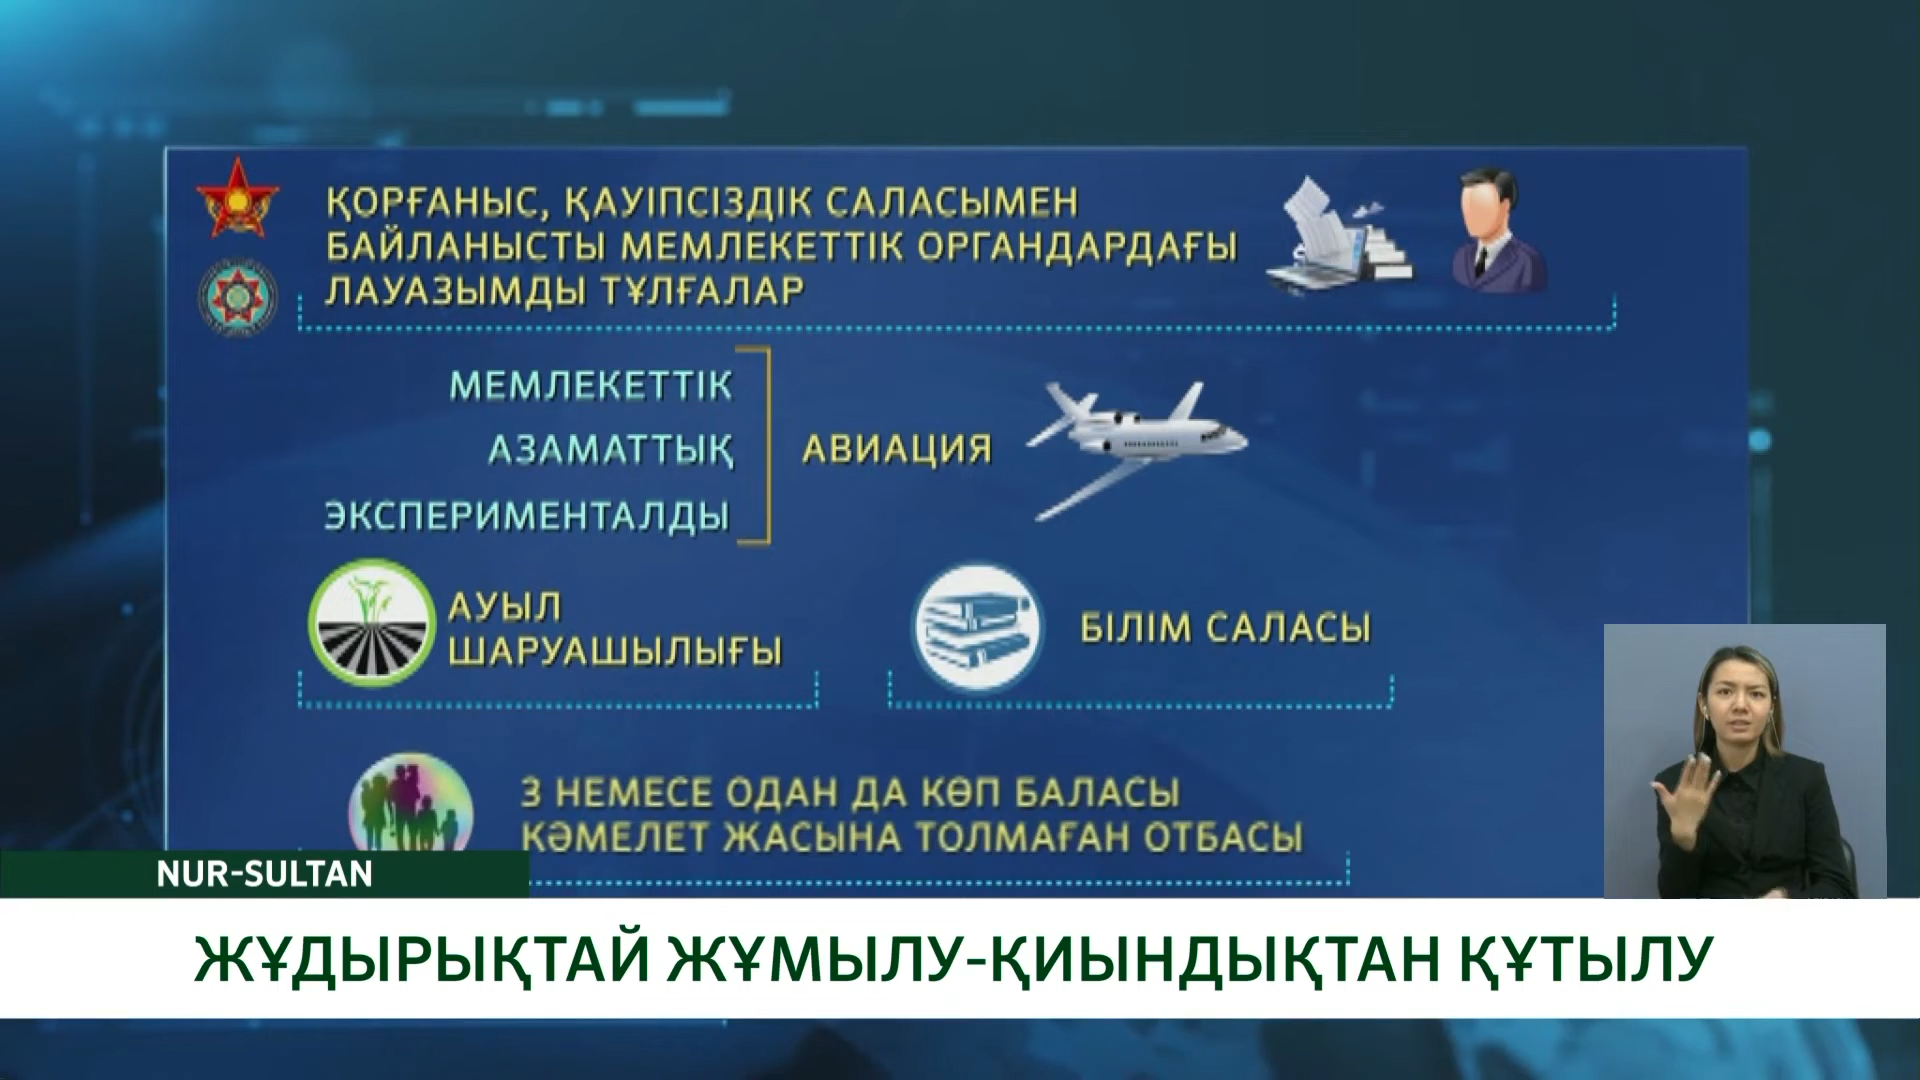 ҚОРҒАНЫС, ҚАУІПСІЗДІК САЛАСЫМЕН
БАЙЛАНЫСТЫ МЕМЛЕКЕТТІК ОРГАНДАРДАҒЫ
ЛАУАЗЫМДЫ ТҰЛҒАЛАР
МЕМЛЕКЕТТІК
АЗАМАТТЫҚ
ЭКСПЕРИМЕНТАЛДЫ
АВИАЦИЯ
АУЫЛ
ШАРУАШЫЛЫҒЫ
БІЛІМ САЛАСЫ
3 НЕМЕСЕ ОДАН ДА КӨП БАЛАСЫ
КӘМЕЛЕТ ЖАСЫНА ТОЛМАҒАН ОТБАСЫ
NUR-SULTAN
ЖҰДЫРЫҚТАЙ ЖҰМЫЛУ-ҚИЫНДЫҚТАН ҚҰТЫЛУ